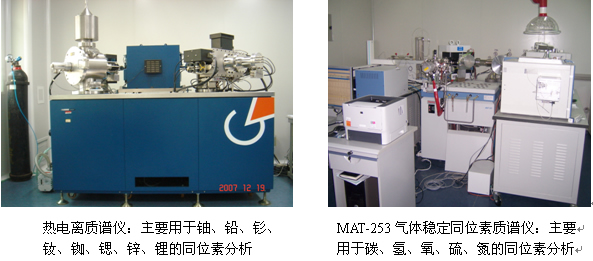 2007 12 19
热电离质谱仪：主要用于铀、铅、钐、
钕、铷、锶、锌、锂的同位素分析
MAT-253 气体稳定同位素质谱仪：主要
用于碳、氢、氧、硫、氮的同位素分析